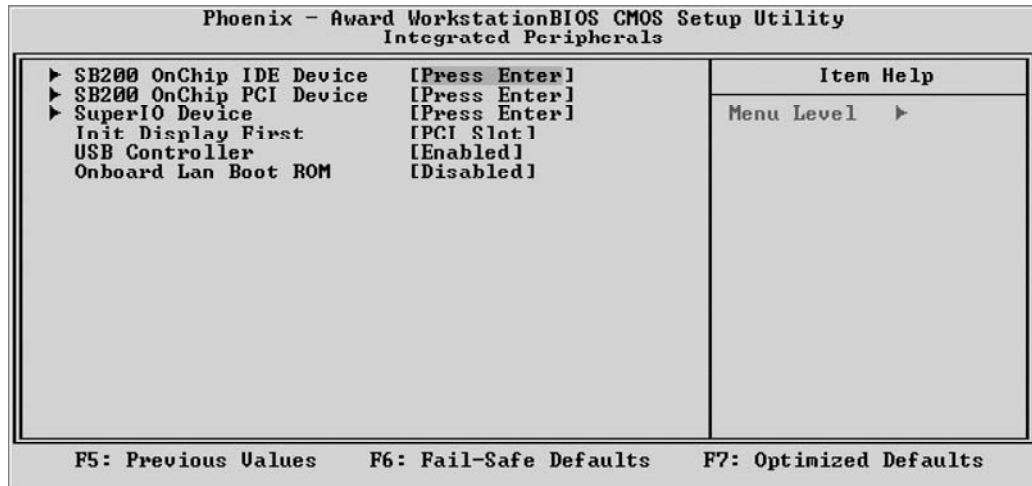 Phoenix - Award WorkstationBIOS CMOS Setup Utility
Integrated Peripherals
▶ SB200 OnChip IDE Device [Press Enter]
▶ SB200 OnChip PCI Device [Press Enter]
▶ SuperIO Device [Press Enter]
Init Display First [PCI Slot]
USB Controller [Enabled]
Onboard Lan Boot ROM [Disabled]
Item Help
Menu Level ▶
F5: Previous Values F6: Fail-Safe Defaults F7: Optimized Defaults